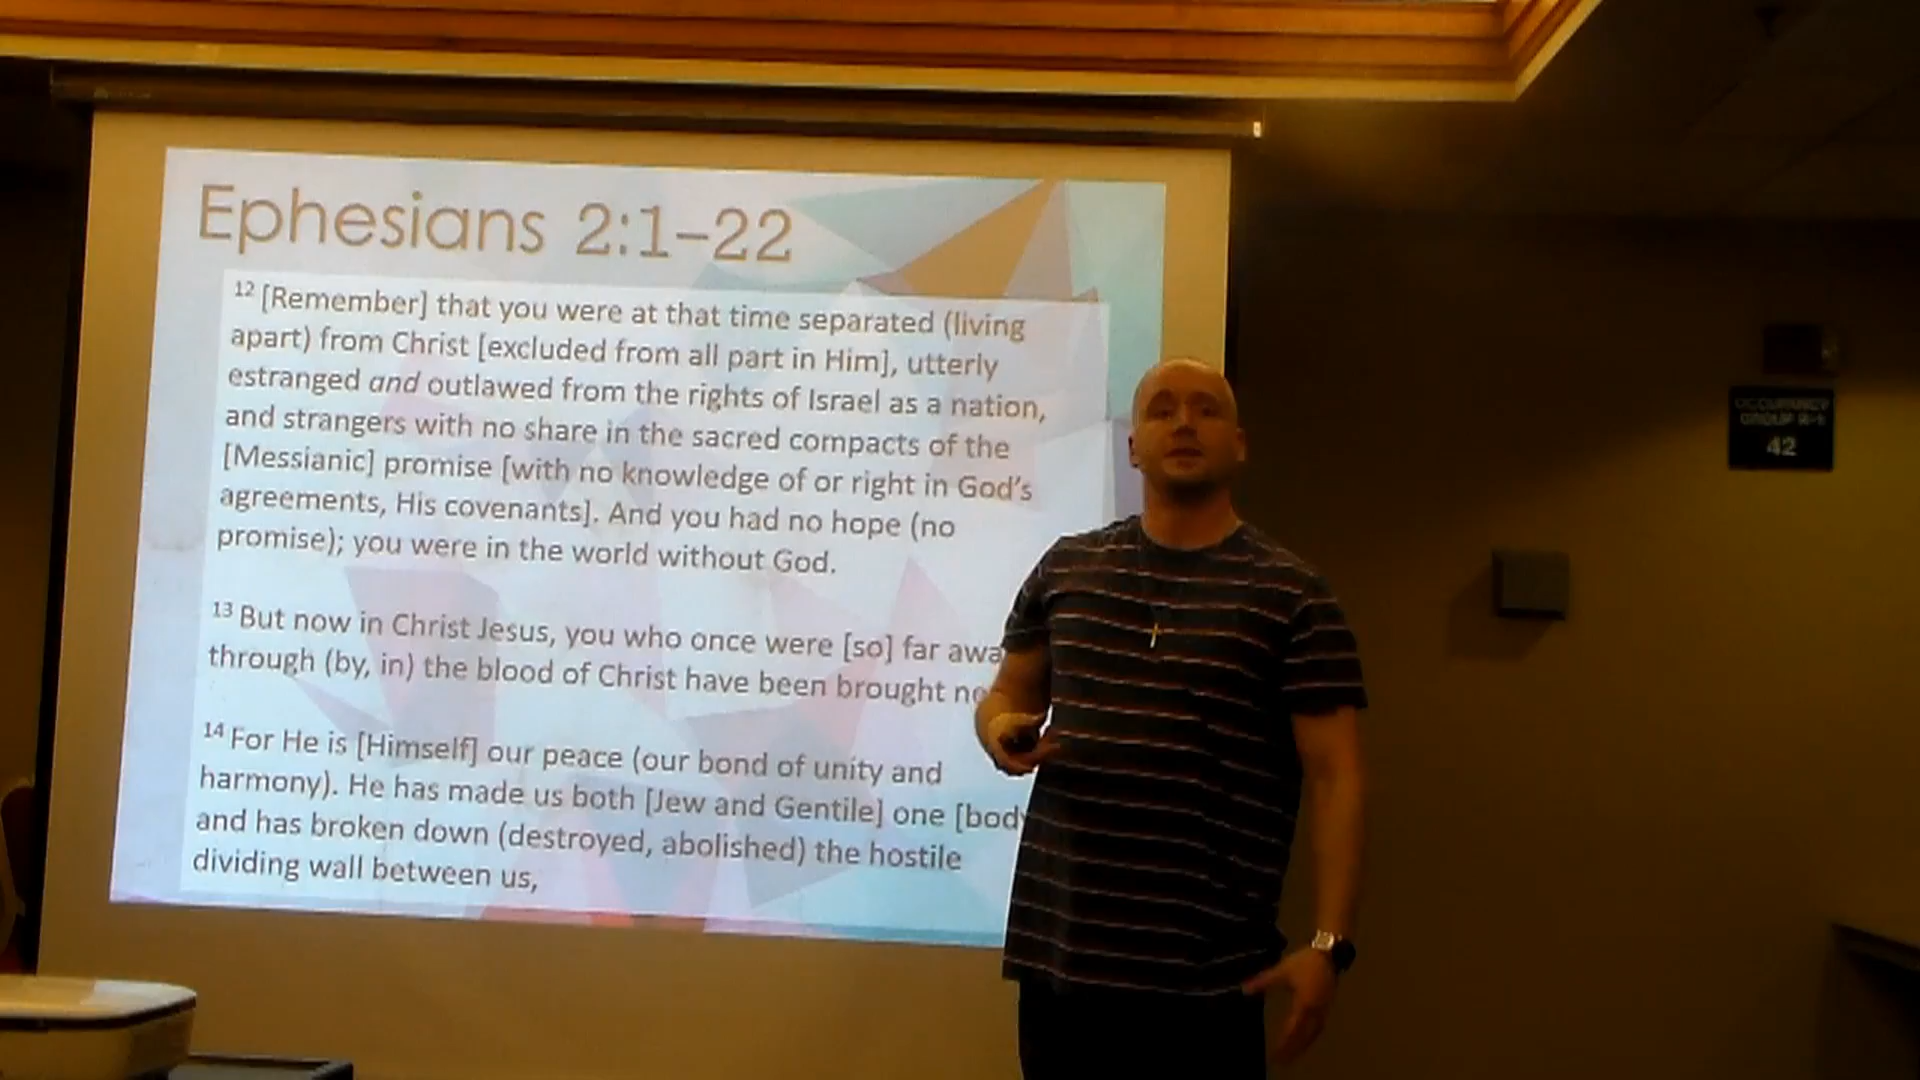 Ephesians 2:1–22
12 [Remember] that you were at that time separated (living
apart) from Christ [excluded from all part in Him], utterly
estranged and outlawed from the rights of Israel as a nation,
and strangers with no share in the sacred compacts of the
[Messianic] promise [with no knowledge of or right in God's
agreements, His covenants]. And you had no hope (no
promise); you were in the world without God.
13 But now in Christ Jesus, you who once were [so] far awa
through (by, in) the blood of Christ have been brought ne
14 For He is [Himself] our peace (our bond of unity and
harmony). He has made us both [Jew and Gentile] one [body
and has broken down (destroyed, abolished) the hostile
dividing wall between us,
OCCUPANCY
GROUP
42